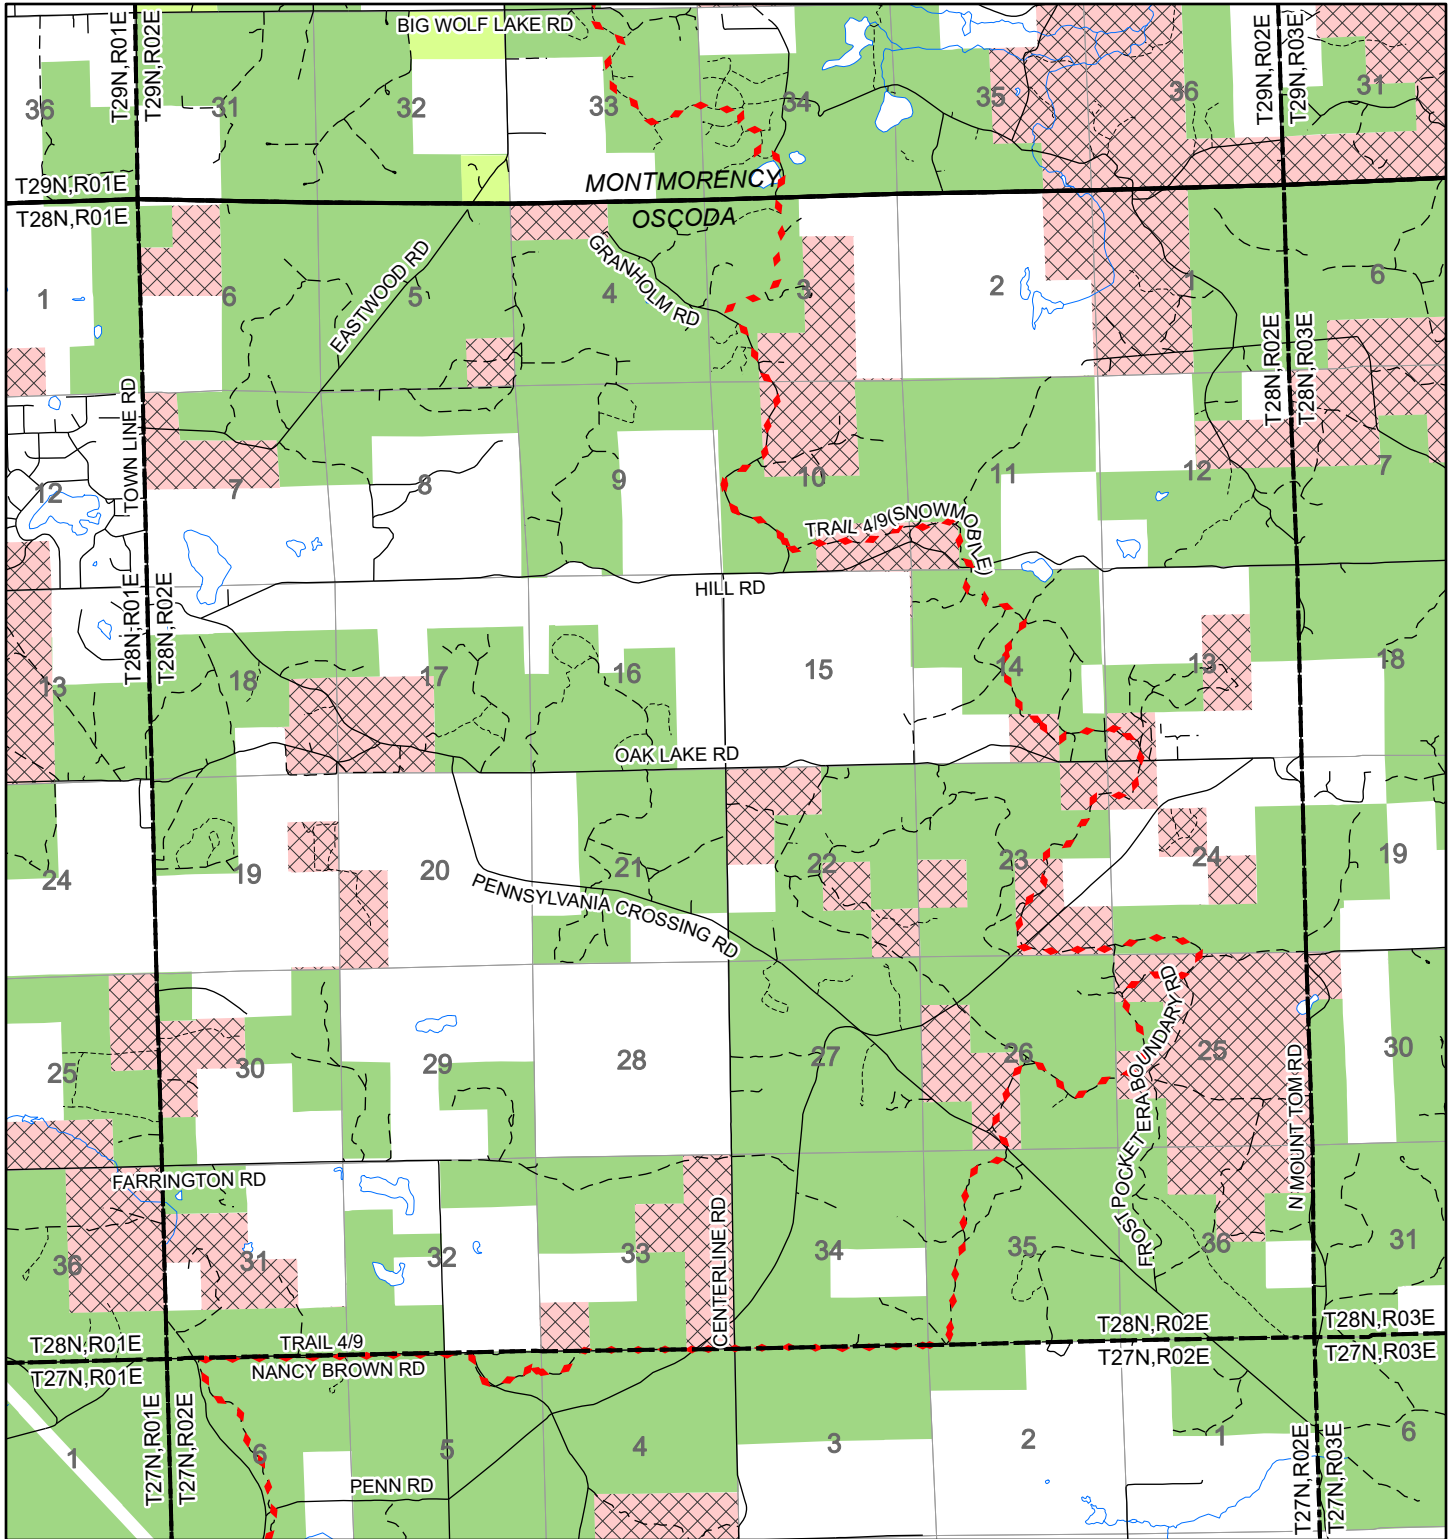 BIG WOLF LAKE RD
T29N,R01E
T29N,R02E
T29N,R02E
T29N,R03E
36
31
32
33
34
35
36
31
T29N,R01E
MONTMORENCY
T28N,R01E
OSCODA
1
6
EASTWOOD RD
5
GRANHOLM RD
4
3
2
1
6
T28N,R02E
T28N,R03E
TOWN LINE RD
12
7
8
9
10
11
12
7
TRAIL 4/9(SNOWMOBILE)
HILL RD
T28N,R01E
T28N,R02E
13
18
17
16
15
14
13
18
OAK LAKE RD
24
19
20
21
22
23
24
19
PENNSYLVANIA CROSSING RD
25
30
29
28
27
26
25
30
FROST POCKET ERA BOUNDARY RD
N MOUNT TOM RD
FARRINGTON RD
36
31
32
33
CENTERLINE RD
34
35
36
31
T28N,R01E
TRAIL 4/9
T28N,R02E
T28N,R03E
T27N,R01E
NANCY BROWN RD
T27N,R02E
T27N,R03E
1
T27N,R01E
T27N,R02E
6
5
4
3
2
1
T27N,R02E
T27N,R03E
6
PENN RD